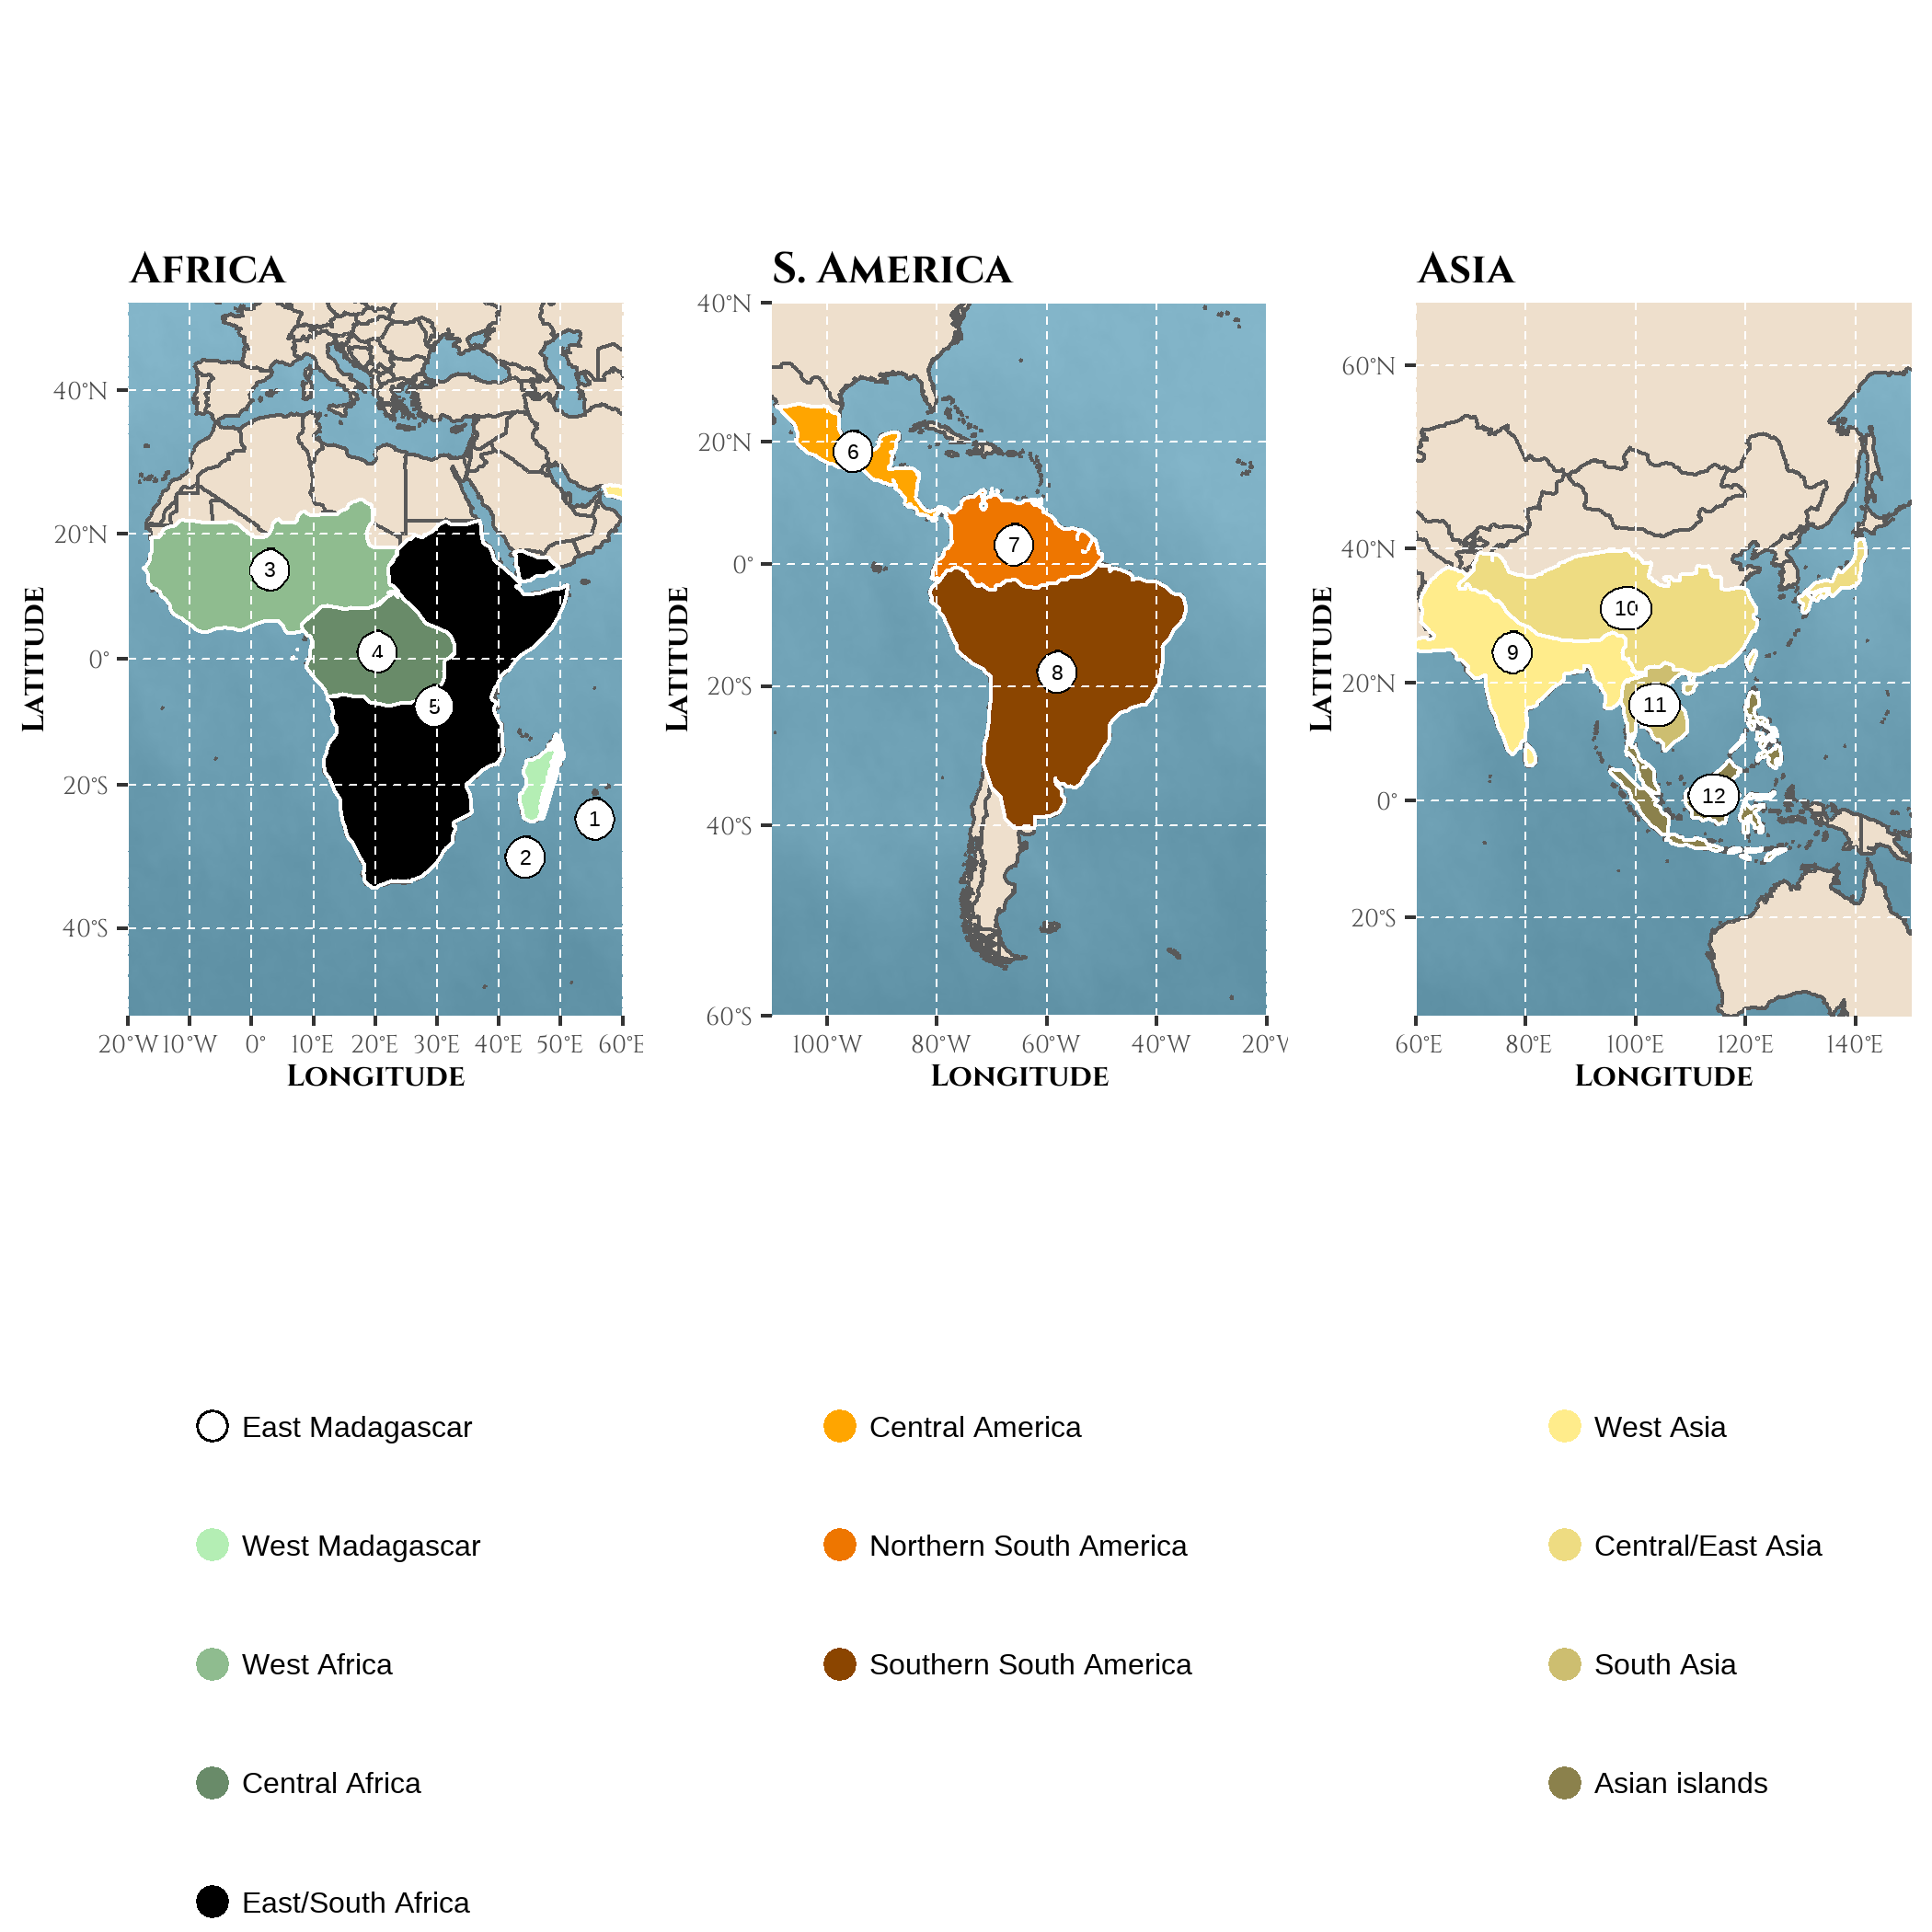 AFRICA
S. AMERICA
ASIA
LATITUDE
40°N
20°N
0°
20°S
40°S
3
4
5
1
2
20°W 10°W 0° 10°E 20°E 30°E 40°E 50°E 60°E
LONGITUDE
LATITUDE
40°N
20°N
0°
20°S
40°S
60°S
6
7
8
100°W 80°W 60°W 40°W 20°W
LONGITUDE
LATITUDE
60°N
40°N
20°N
0°
20°S
10
9
11
12
60°E 80°E 100°E 120°E 140°E
LONGITUDE
East Madagascar
West Madagascar
West Africa
Central Africa
East/South Africa
Central America
Northern South America
Southern South America
West Asia
Central/East Asia
South Asia
Asian islands